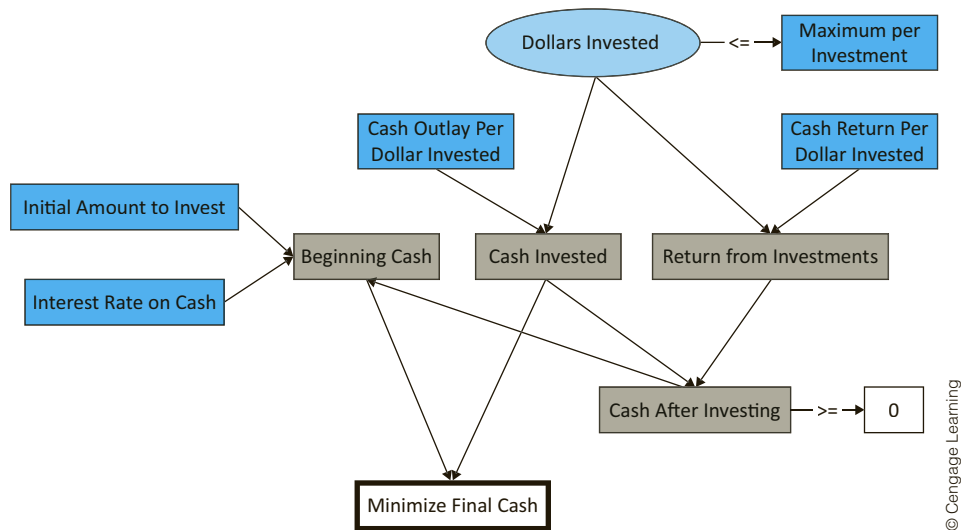 Dollars Invested
<=
Maximum per
Investment
Cash Outlay Per
Dollar Invested
Cash Return Per
Dollar Invested
Initial Amount to Invest
Beginning Cash
Cash Invested
Return from Investments
Interest Rate on Cash
Cash After Investing
>=
0
Minimize Final Cash
© Cengage Learning